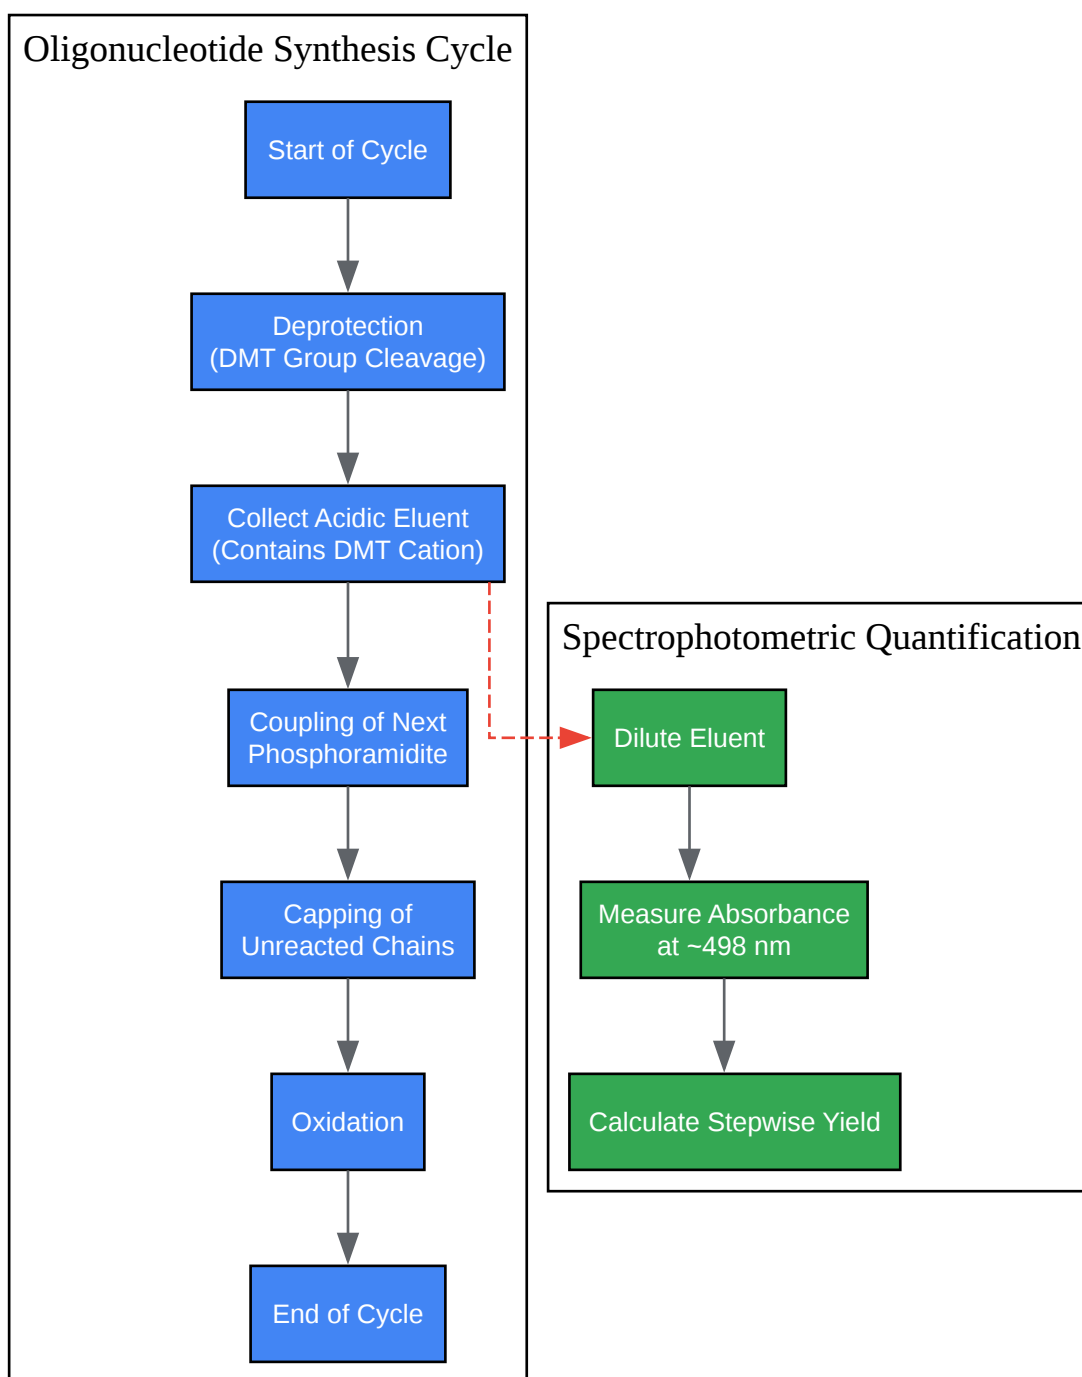 Oligonucleotide Synthesis Cycle
Start of Cycle
Deprotection
(DMT Group Cleavage)
Collect Acidic Eluent
(Contains DMT Cation)
Coupling of Next
Phosphoramidite
Capping of
Unreacted Chains
Oxidation
End of Cycle
Spectrophotometric Quantification
Dilute Eluent
Measure Absorbance
at ~498 nm
Calculate Stepwise Yield